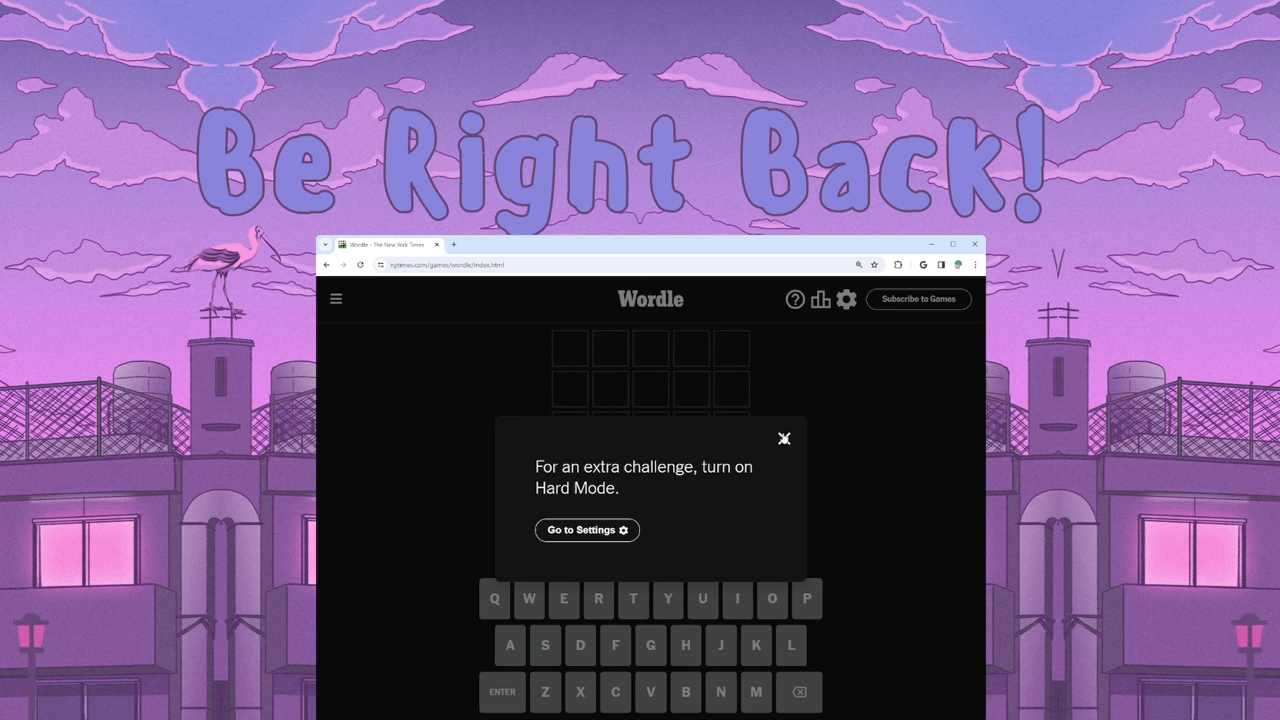 Be Right Back!
Wordle - The New York Times
nytimes.com/games/wordle/index.html
Wordle
Subscribe to Games
For an extra challenge, turn on
Hard Mode.
Go to Settings
Q W E R T Y U I O P
A S D F G H J K L
ENTER Z X C V B N M